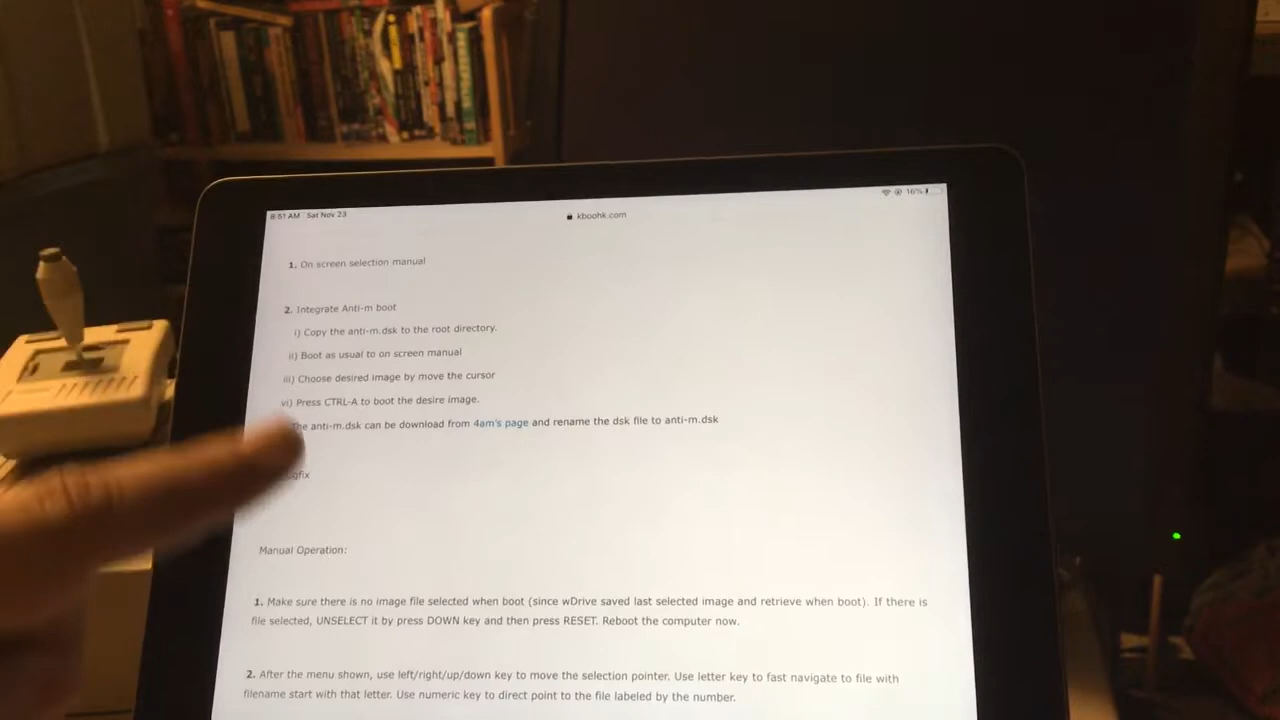 8:51 AM Sat Nov 23
kboohk.com
16%
1. On screen selection manual
2. Integrate Anti-m boot
i) Copy the anti-m.dsk to the root directory.
ii) Boot as usual to on screen manual
iii) Choose desired image by move the cursor
vi) Press CTRL-A to boot the desire image.
The anti-m.dsk can be download from 4am's page and rename the dsk file to anti-m.dsk
Manual Operation:
1. Make sure there is no image file selected when boot (since wDrive saved last selected image and retrieve when boot). If there is
file selected, UNSELECT it by press DOWN key and then press RESET. Reboot the computer now.
2. After the menu shown, use left/right/up/down key to move the selection pointer. Use letter key to fast navigate to file with
filename start with that letter. Use numeric key to direct point to the file labeled by the number.